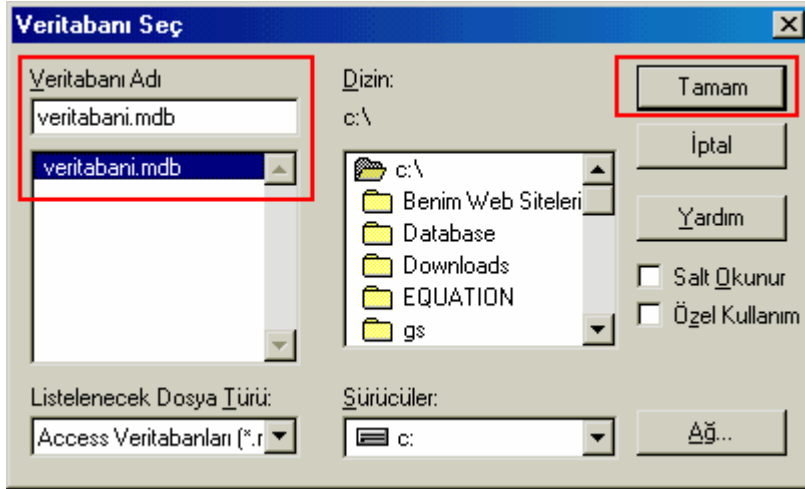 Veritabanı Seç
Veritabanı Adı
veritabani.mdb
veritabani.mdb
Listelenecek Dosya Türü:
Access Veritabanları (*.r
Dizin:
c:\
c:\
Benim Web Siteleri
Database
Downloads
EQUATION
gs
Sürücüler:
c:
Tamam
İptal
Yardım
Salt Okunur
Özel Kullanım
Ağ...